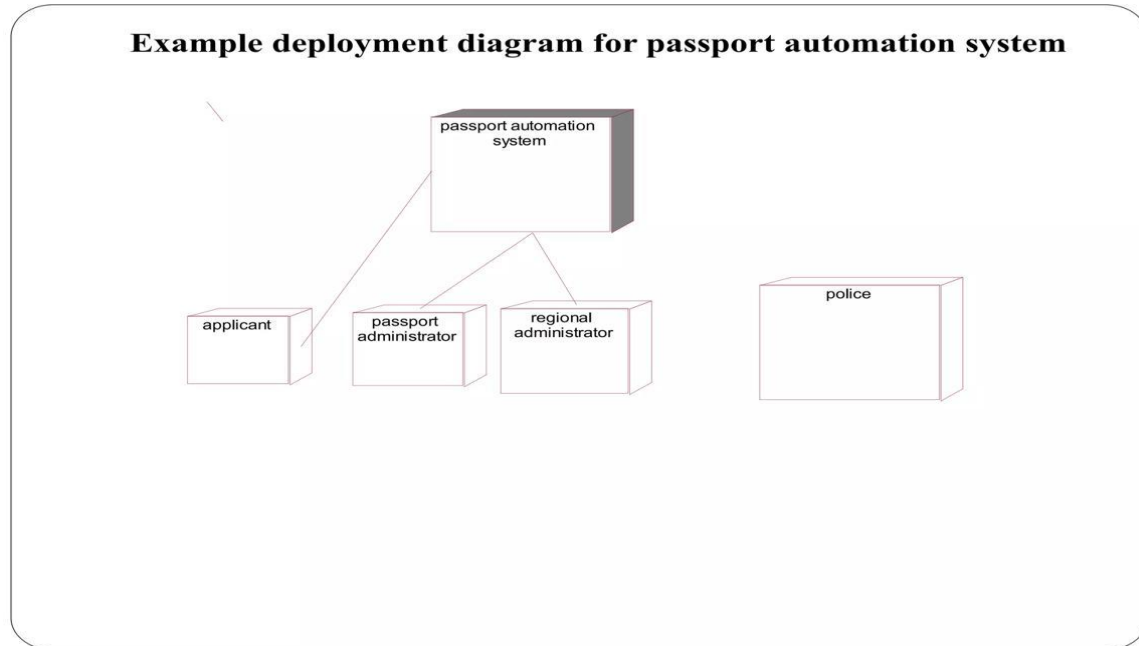 Example deployment diagram for passport automation system
passport automation
system
applicant
passport
administrator
regional
administrator
police